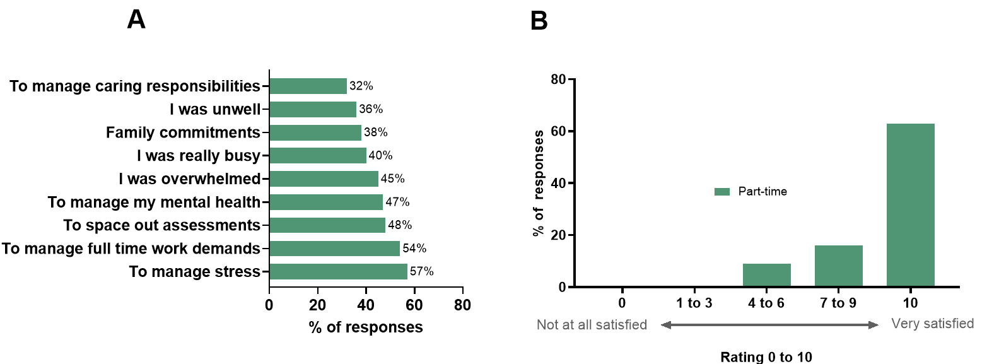 A
To manage caring responsibilities 32%
I was unwell 36%
Family commitments 38%
I was really busy 40%
I was overwhelmed 45%
To manage my mental health 47%
To space out assessments 48%
To manage full time work demands 54%
To manage stress 57%
0 20 40 60 80
% of responses
B
% of responses
80
60
40
20
0
Part-time
0 1 to 3 4 to 6 7 to 9 10
Not at all satisfied Very satisfied
Rating 0 to 10